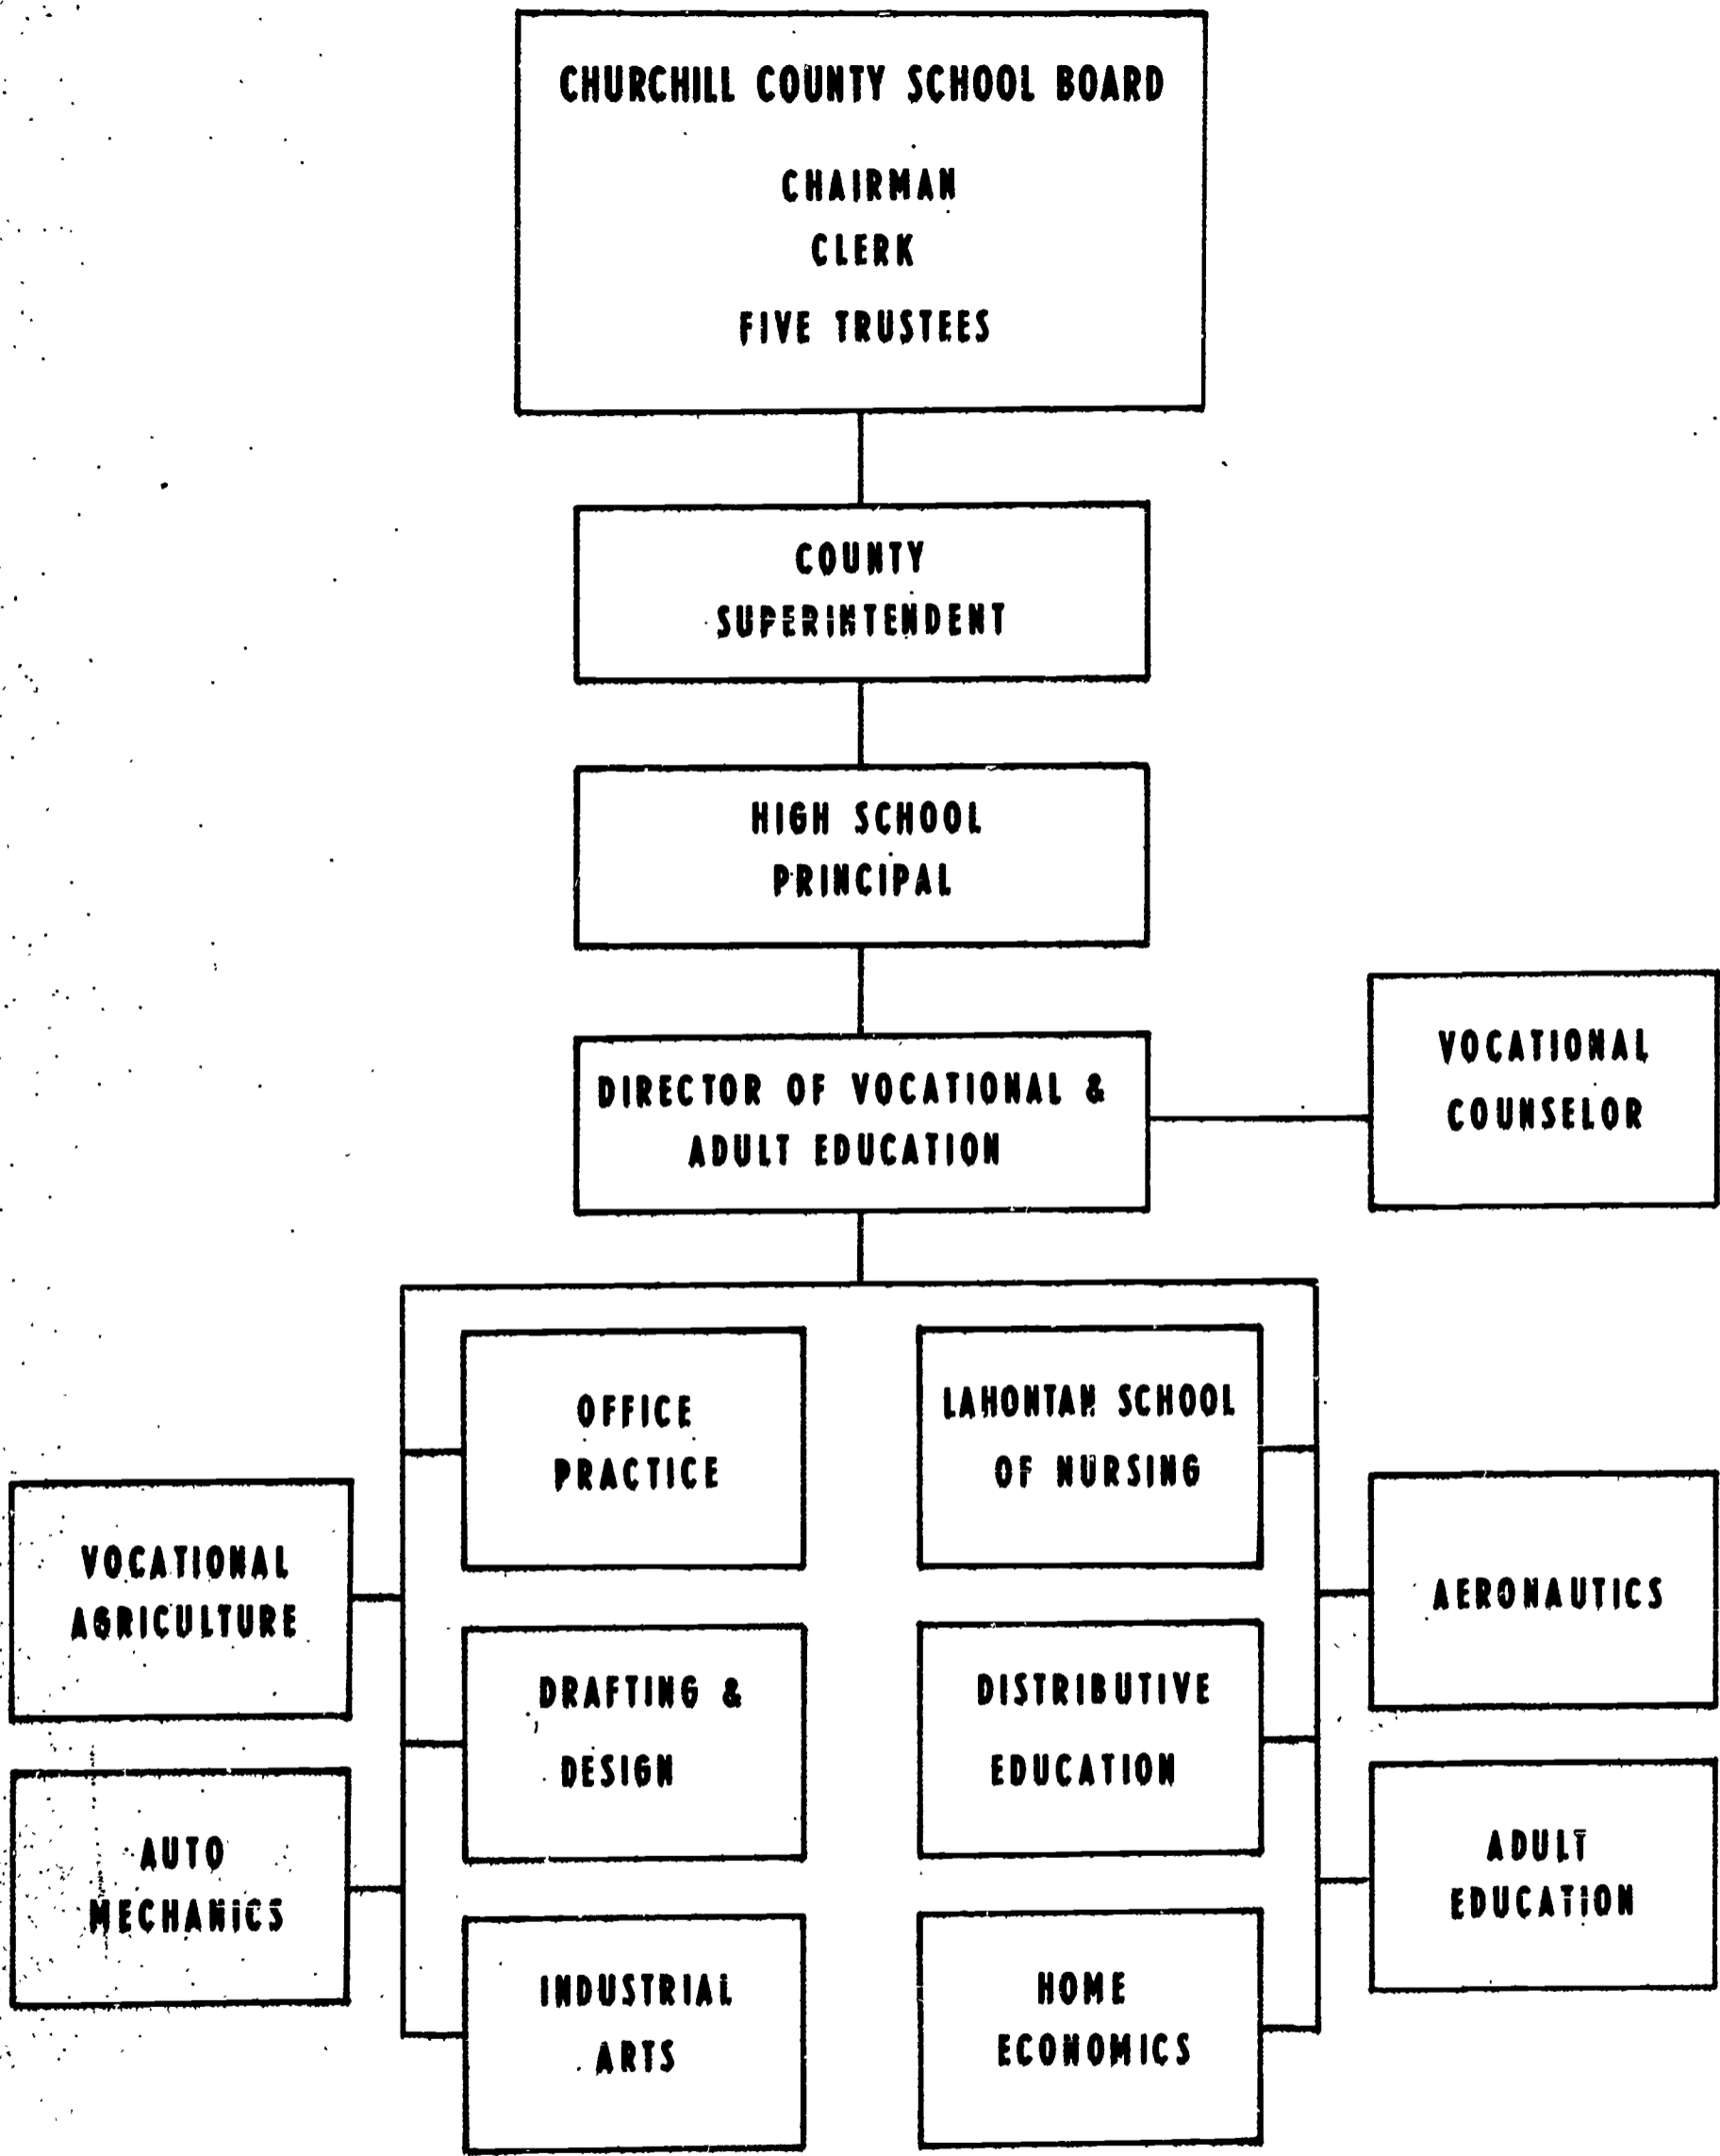 CHURCHILL COUNTY SCHOOL BOARD
CHAIRMAN
CLERK
FIVE TRUSTEES
COUNTY
SUPERINTENDENT
HIGH SCHOOL
PRINCIPAL
DIRECTOR OF VOCATIONAL &
ADULT EDUCATION
VOCATIONAL
COUNSELOR
OFFICE
PRACTICE
LAHONTAN SCHOOL
OF NURSING
VOCATIONAL
AGRICULTURE
AERONAUTICS
DRAFTING &
DESIGN
DISTRIBUTIVE
EDUCATION
AUTO
MECHANICS
ADULT
EDUCATION
INDUSTRIAL
ARTS
HOME
ECONOMICS